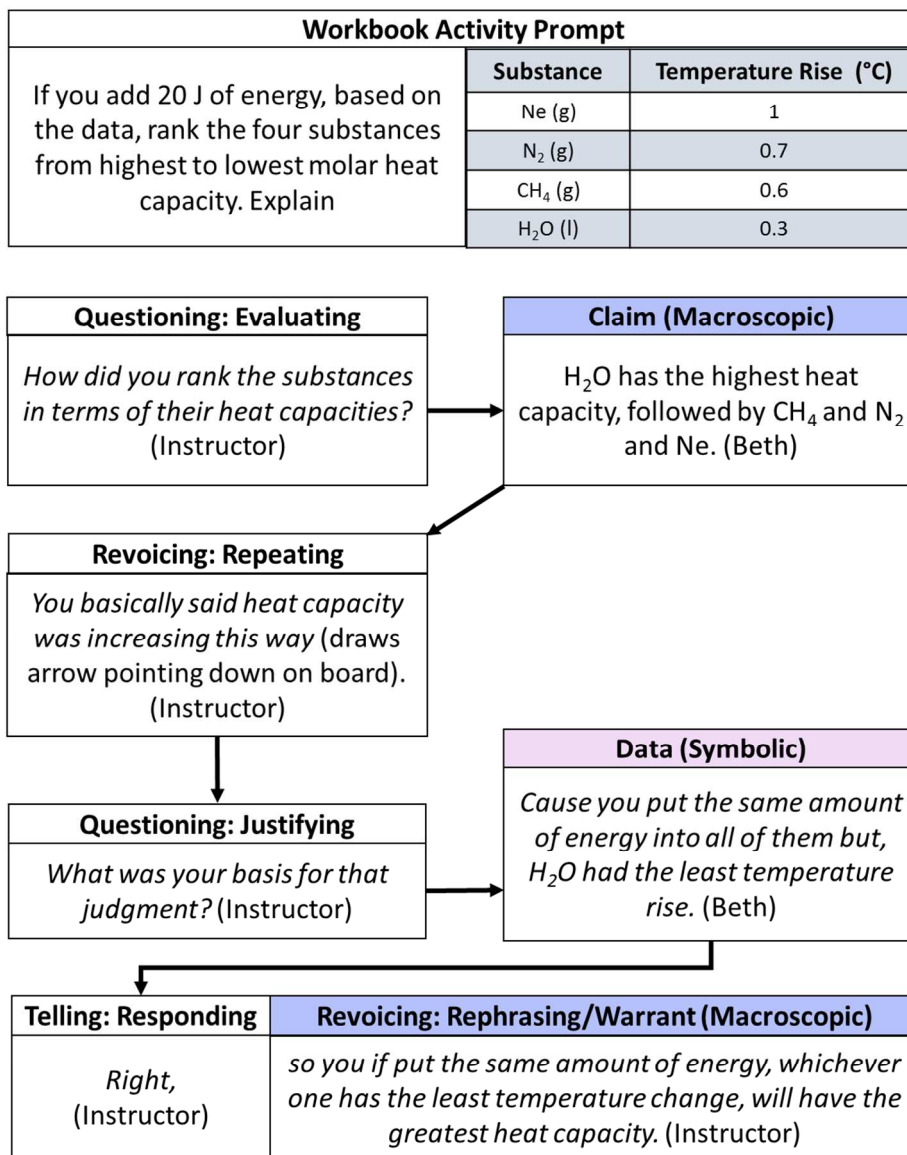 Workbook Activity Prompt
If you add 20 J of energy, based on
the data, rank the four substances
from highest to lowest molar heat
capacity. Explain
Substance Temperature Rise (°C)
Ne (g) 1
N₂ (g) 0.7
CH₄ (g) 0.6
H₂O (l) 0.3
Questioning: Evaluating
How did you rank the substances
in terms of their heat capacities?
(Instructor)
Claim (Macroscopic)
H₂O has the highest heat
capacity, followed by CH₄ and N₂
and Ne. (Beth)
Revoicing: Repeating
You basically said heat capacity
was increasing this way (draws
arrow pointing down on board).
(Instructor)
Questioning: Justifying
What was your basis for that
judgment? (Instructor)
Data (Symbolic)
Cause you put the same amount
of energy into all of them but,
H₂O had the least temperature
rise. (Beth)
Telling: Responding
Right,
(Instructor)
Revoicing: Rephrasing/Warrant (Macroscopic)
so you if put the same amount of energy, whichever
one has the least temperature change, will have the
greatest heat capacity. (Instructor)